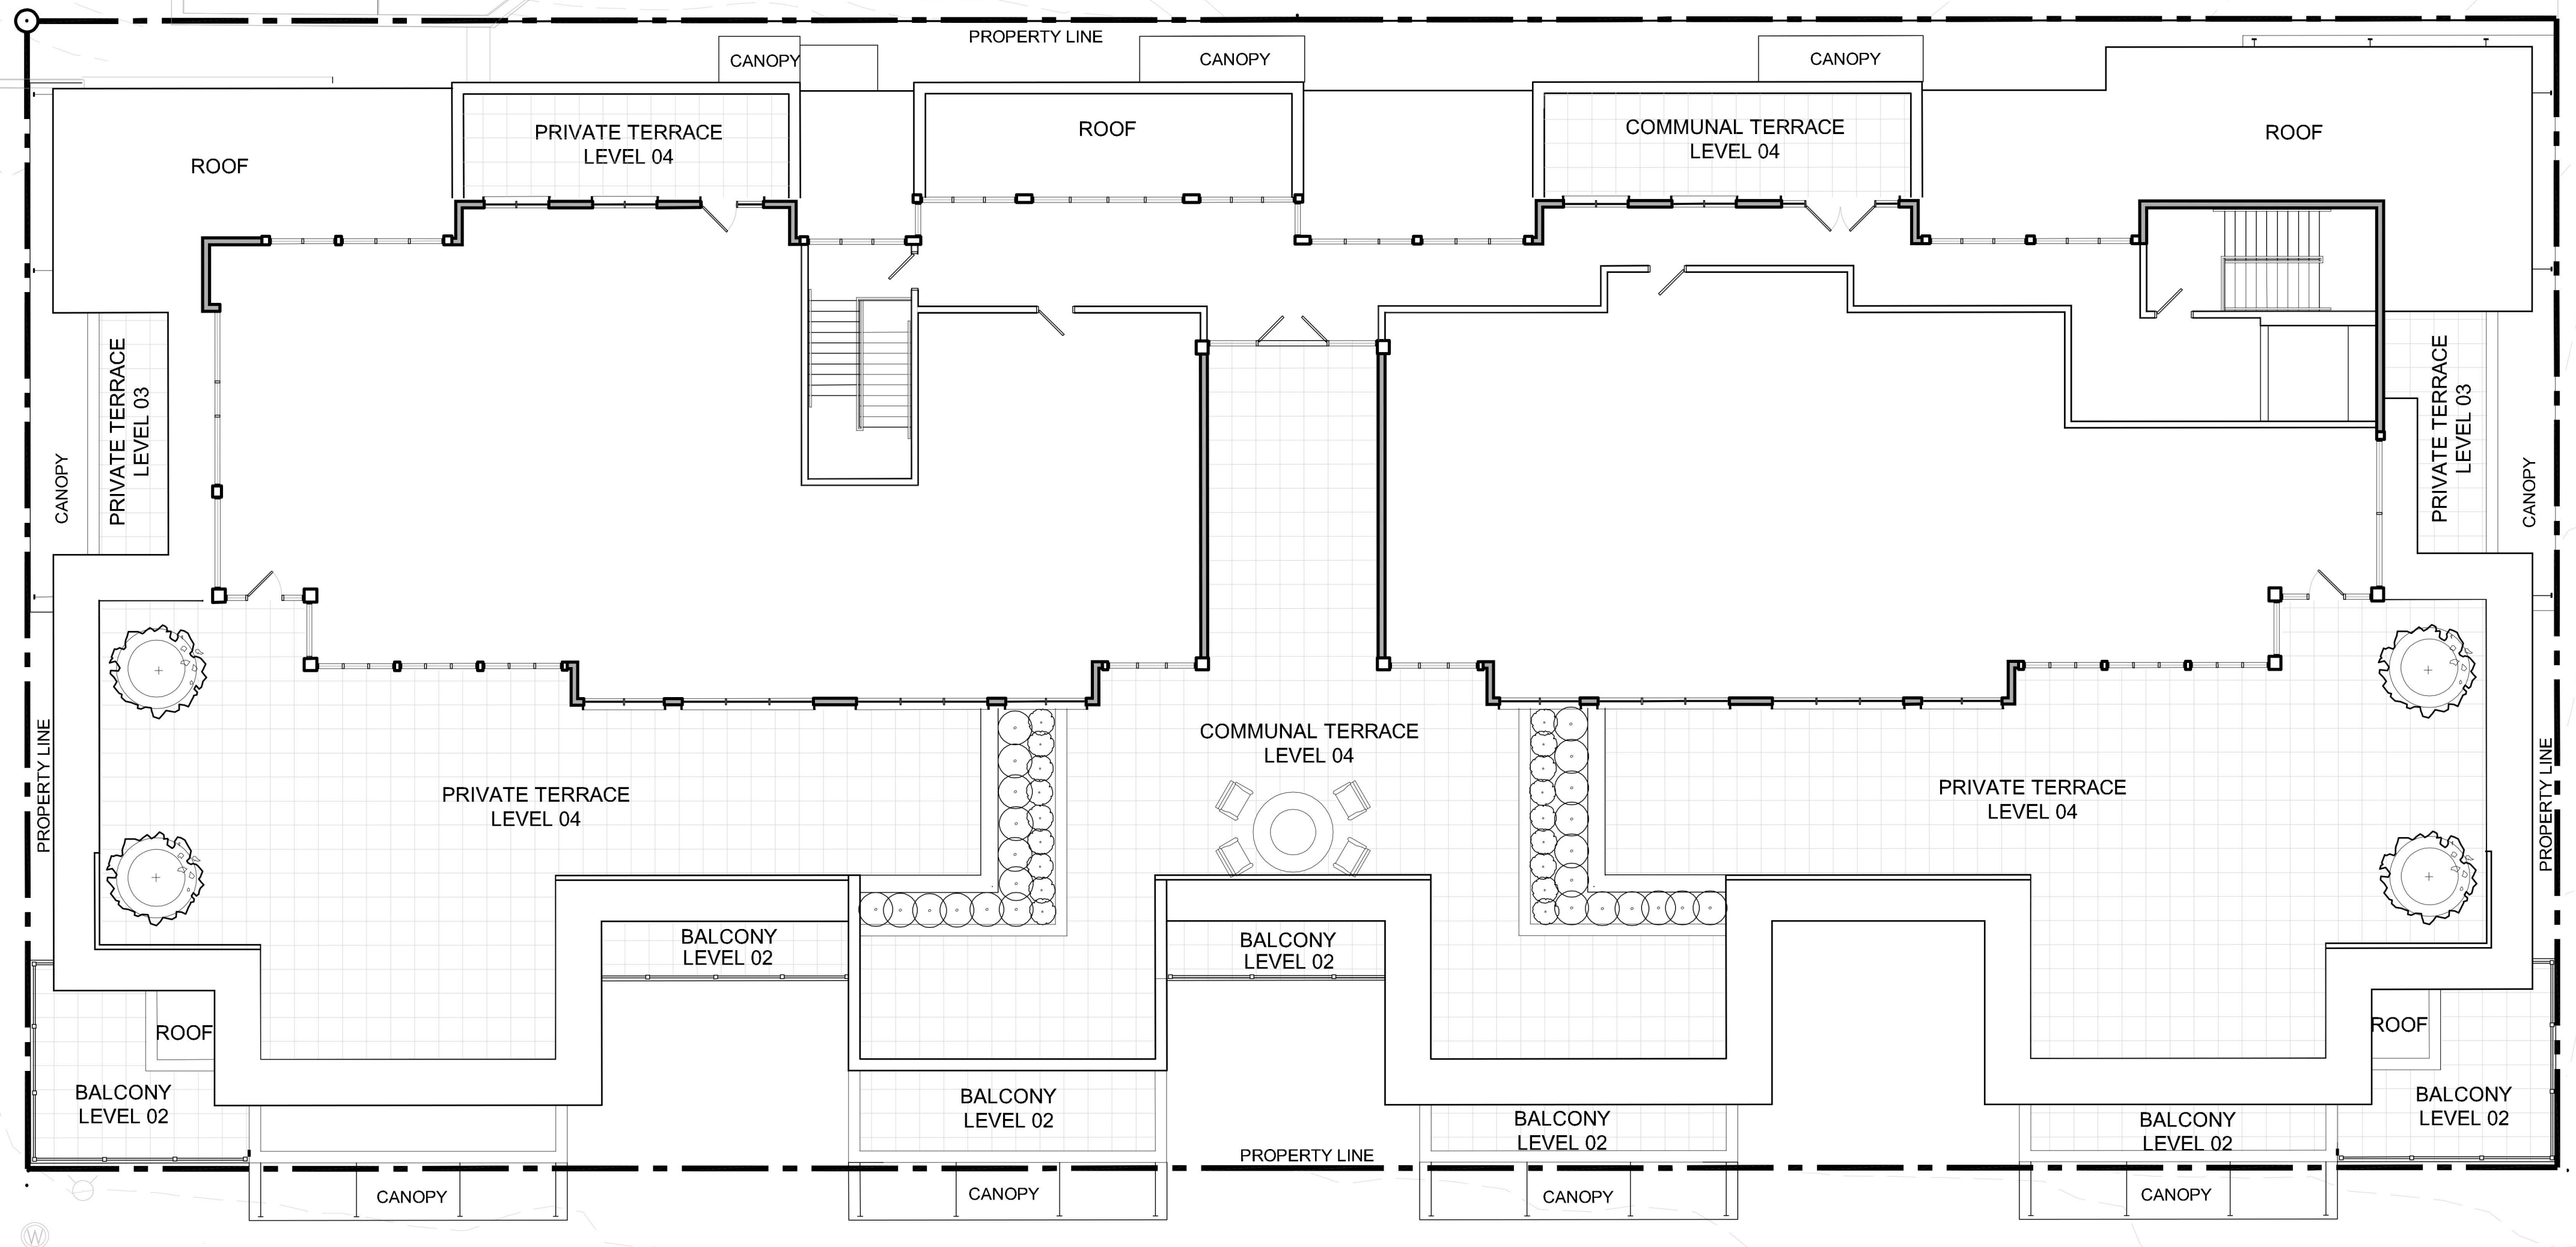 PROPERTY LINE
CANOPY
CANOPY
CANOPY
PRIVATE TERRACE
LEVEL 04
ROOF
COMMUNAL TERRACE
LEVEL 04
ROOF
ROOF
PRIVATE TERRACE
LEVEL 03
CANOPY
PRIVATE TERRACE
LEVEL 03
CANOPY
PROPERTY LINE
PRIVATE TERRACE
LEVEL 04
COMMUNAL TERRACE
LEVEL 04
PRIVATE TERRACE
LEVEL 04
PROPERTY LINE
BALCONY
LEVEL 02
BALCONY
LEVEL 02
ROOF
ROOF
BALCONY
LEVEL 02
BALCONY
LEVEL 02
BALCONY
LEVEL 02
BALCONY
LEVEL 02
BALCONY
LEVEL 02
PROPERTY LINE
CANOPY
CANOPY
CANOPY
CANOPY
W